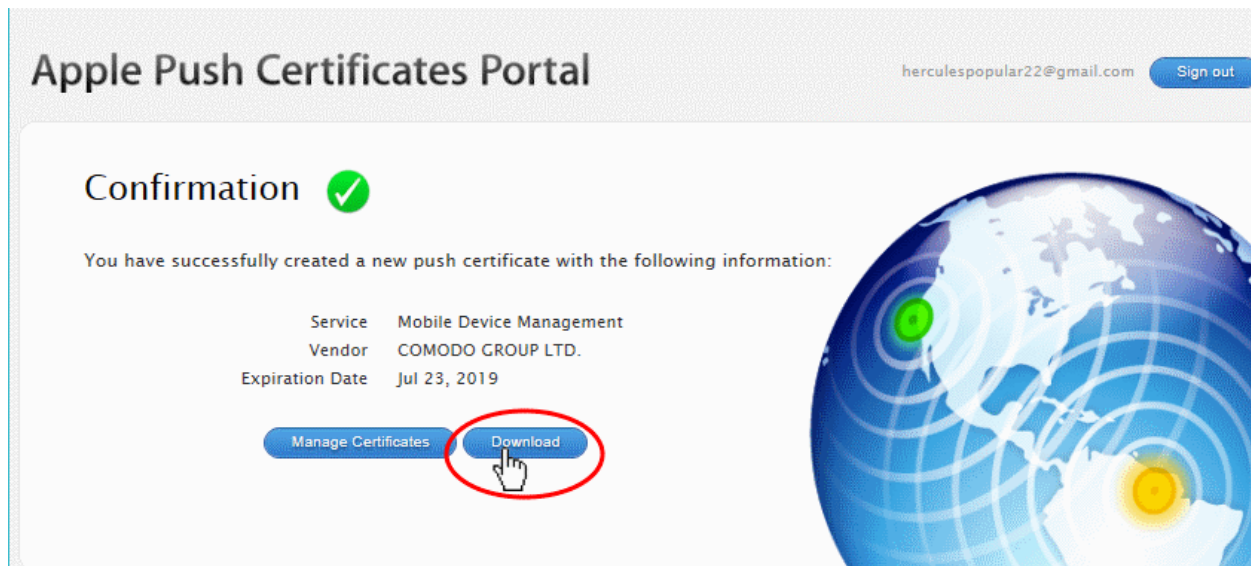 Apple Push Certificates Portal
herculespopular22@gmail.com
Sign out
Confirmation
You have successfully created a new push certificate with the following information:
Service Mobile Device Management
Vendor COMODO GROUP LTD.
Expiration Date Jul 23, 2019
Manage Certificates
Download